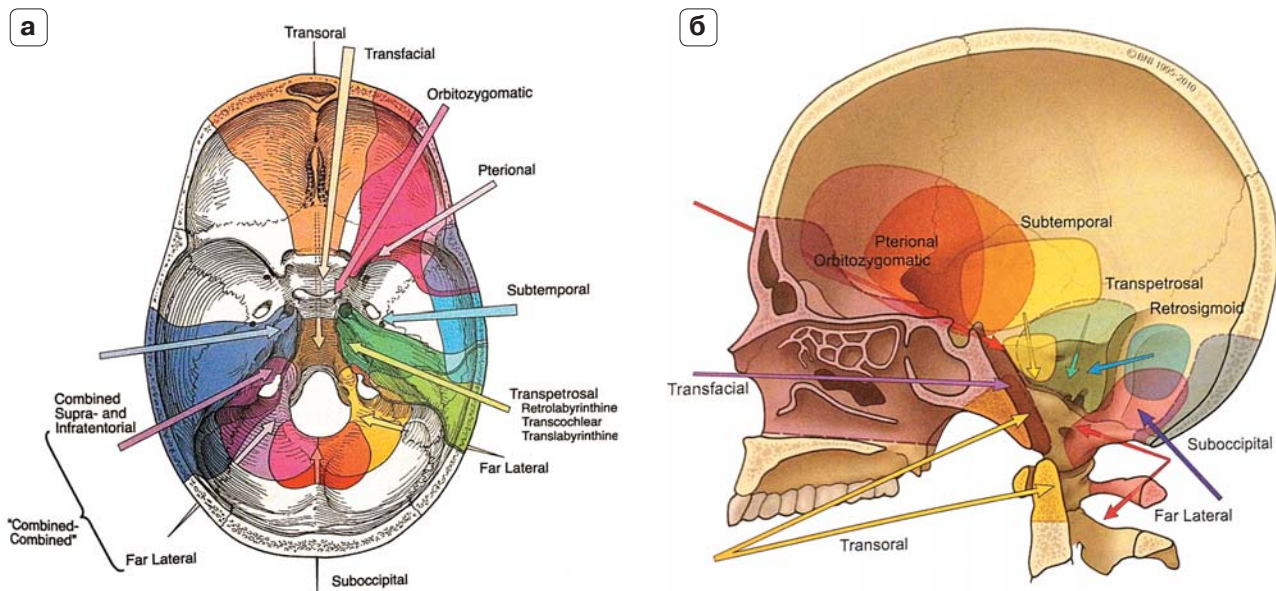 а
Transoral
Transfacial
Orbitozygomatic
Pterional
Subtemporal
Transpetrosal
Retrolabyrinthine
Transcochlear
Translabyrinthine
Far Lateral
Combined
Supra- and
Infratentorial
"Combined-
Combined"
Far Lateral
Suboccipital
б
© BNI 1995-2010
Subtemporal
Pterional
Orbitozygomatic
Transpetrosal
Retrosigmoid
Transfacial
Suboccipital
Far Lateral
Transoral